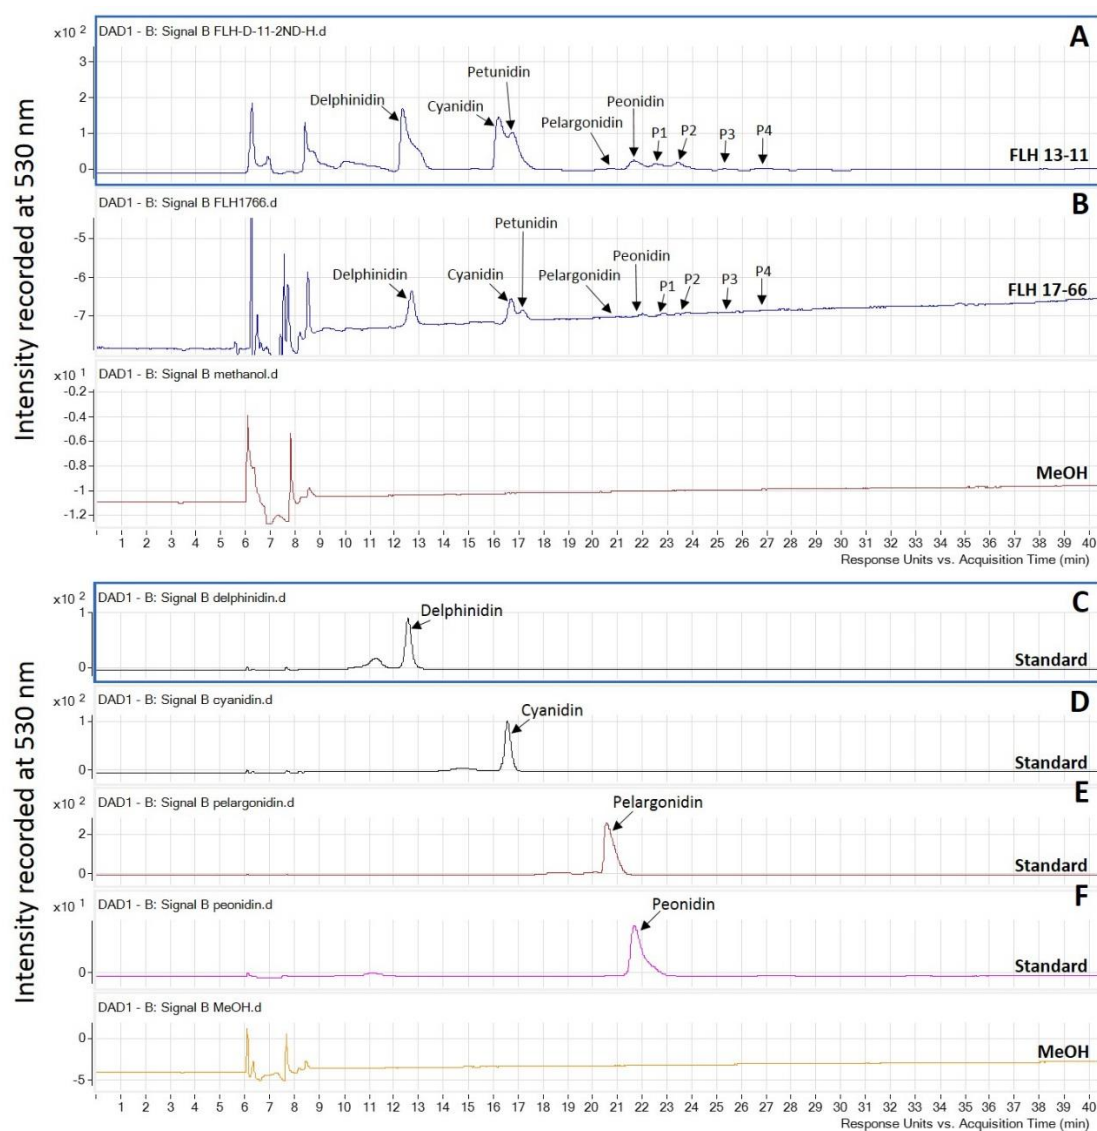 DAD1 - B: Signal B FLH-D-11-2ND-H.d
A
x10 2
3
2
1
0
Delphinidin
Cyanidin
Petunidin
Pelargonidin
Peonidin
P1
P2
P3
P4
FLH 13-11
DAD1 - B: Signal B FLH1766.d
B
-5
-6
-7
Delphinidin
Cyanidin
Petunidin
Pelargonidin
Peonidin
P1
P2
P3
P4
FLH 17-66
DAD1 - B: Signal B methanol.d
x10 1
-0.2
-0.4
-0.6
-0.8
-1
-1.2
MeOH
Intensity recorded at 530 nm
1 2 3 4 5 6 7 8 9 10 11 12 13 14 15 16 17 18 19 20 21 22 23 24 25 26 27 28 29 30 31 32 33 34 35 36 37 38 39 40
Response Units vs. Acquisition Time (min)
DAD1 - B: Signal B delphinidin.d
C
x10 2
1
0
Delphinidin
Standard
DAD1 - B: Signal B cyanidin.d
D
x10 2
1
0
Cyanidin
Standard
DAD1 - B: Signal B pelargonidin.d
E
x10 2
2
0
Pelargonidin
Standard
DAD1 - B: Signal B peonidin.d
F
x10 1
0
Peonidin
Standard
DAD1 - B: Signal B MeOH.d
0
-5
MeOH
Intensity recorded at 530 nm
1 2 3 4 5 6 7 8 9 10 11 12 13 14 15 16 17 18 19 20 21 22 23 24 25 26 27 28 29 30 31 32 33 34 35 36 37 38 39 40
Response Units vs. Acquisition Time (min)